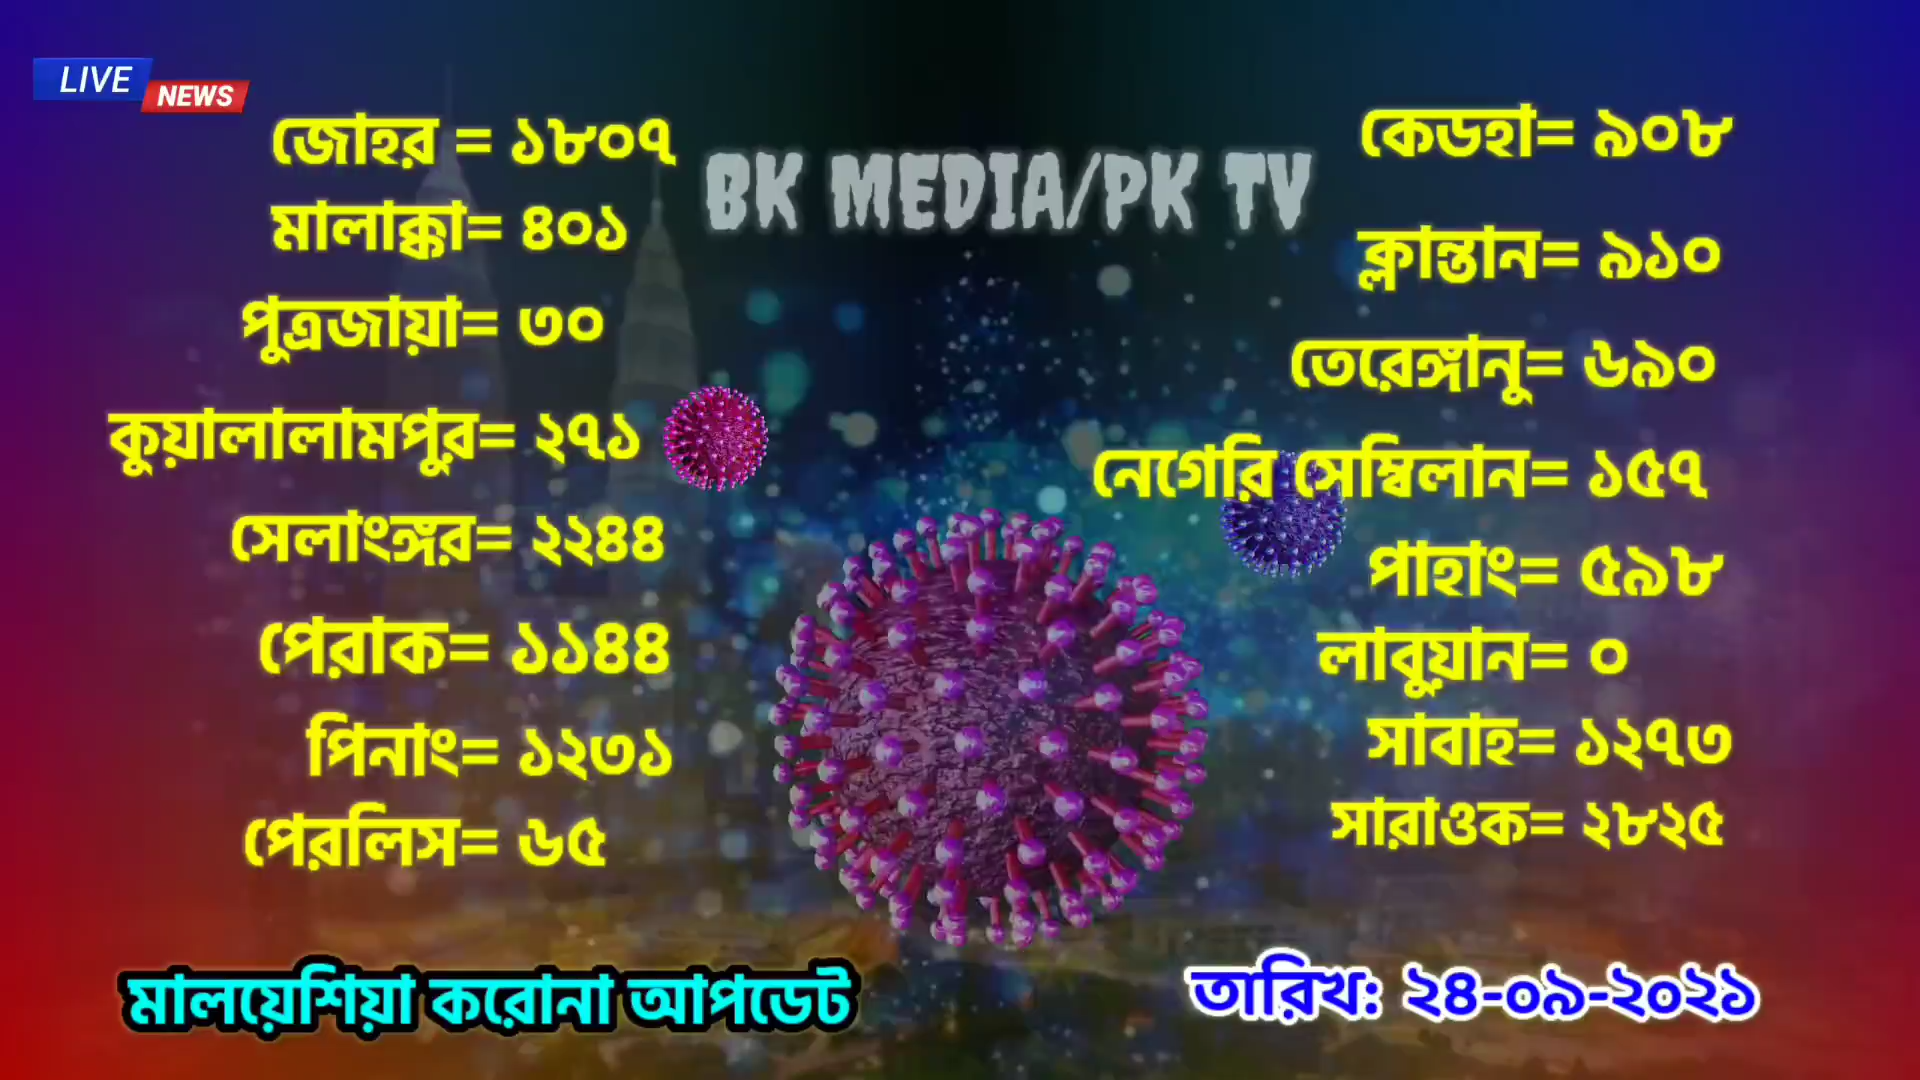 LIVE
NEWS
BK MEDIA/PK TV
জোহর = ১৮০৭
মালাক্কা= ৪০১
পুত্রজায়া= ৩০
কুয়ালালামপুর= ২৭১
সেলাংঙ্গর= ২২৪৪
পেরাক= ১১৪৪
পিনাং= ১২৩১
পেরলিস= ৬৫
কেডহা= ৯০৮
ক্লান্তান= ৯১০
তেরেঙ্গানু= ৬৯০
নেগেরি সেম্বিলান= ১৫৭
পাহাং= ৫৯৮
লাবুয়ান= ০
সাবাহ= ১২৭৩
সারাওক= ২৮২৫
মালয়েশিয়া করোনা আপডেট
তারিখ: ২৪-০৯-২০২১